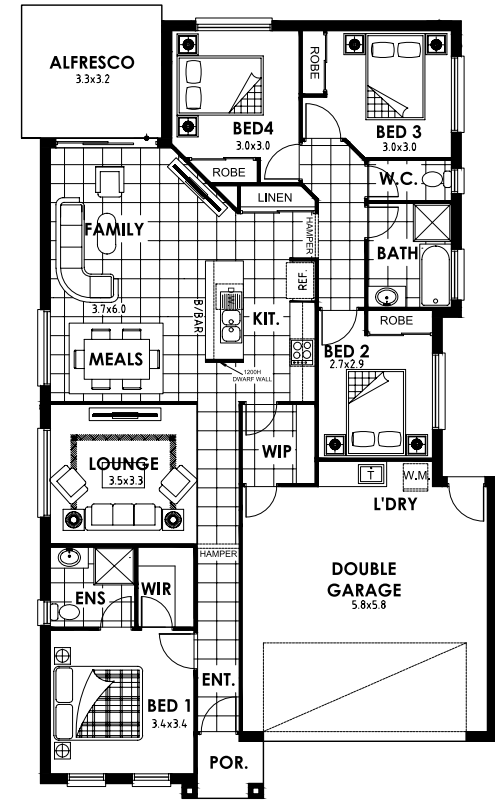 ALFRESCO
3.3x3.2
BED4
3.0x3.0
ROBE
BED 3
3.0x3.0
ROBE
W.C.
LINEN
HAMPER
BATH
FAMILY
3.7x6.0
B/BAR
REF.
KIT.
ROBE
MEALS
1200H
DWARF WALL
BED 2
2.7x2.9
WIP
LOUNGE
3.5x3.3
T
W.M.
L'DRY
HAMPER
ENS
WIR
DOUBLE
GARAGE
5.8x5.8
ENT.
BED 1
3.4x3.4
POR.